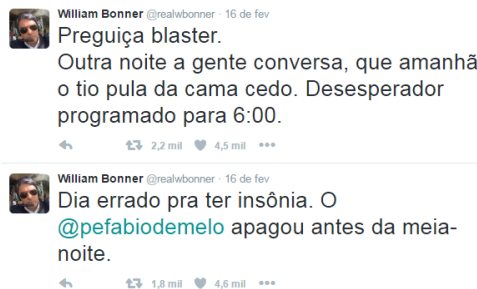 William Bonner @realwbonner · 16 de fev
Preguiça blaster.
Outra noite a gente conversa, que amanhã
o tio pula da cama cedo. Desesperador
programado para 6:00.
2,2 mil 4,5 mil
William Bonner @realwbonner · 16 de fev
Dia errado pra ter insônia. O
@pefabiodemelo apagou antes da meia-
noite.
1,8 mil 4,6 mil